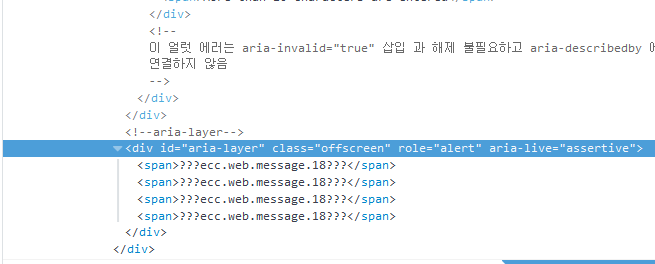 </div>
<!--
이 얼럿 에러는 aria-invalid="true" 삽입 과 해제 불필요하고 aria-describedby 에
연결하지 않음
-->
</div>
</div>
<!--aria-layer-->
<div id="aria-layer" class="offscreen" role="alert" aria-live="assertive">
<span>???ecc.web.message.18???</span>
<span>???ecc.web.message.18???</span>
<span>???ecc.web.message.18???</span>
<span>???ecc.web.message.18???</span>
</div>
</div>